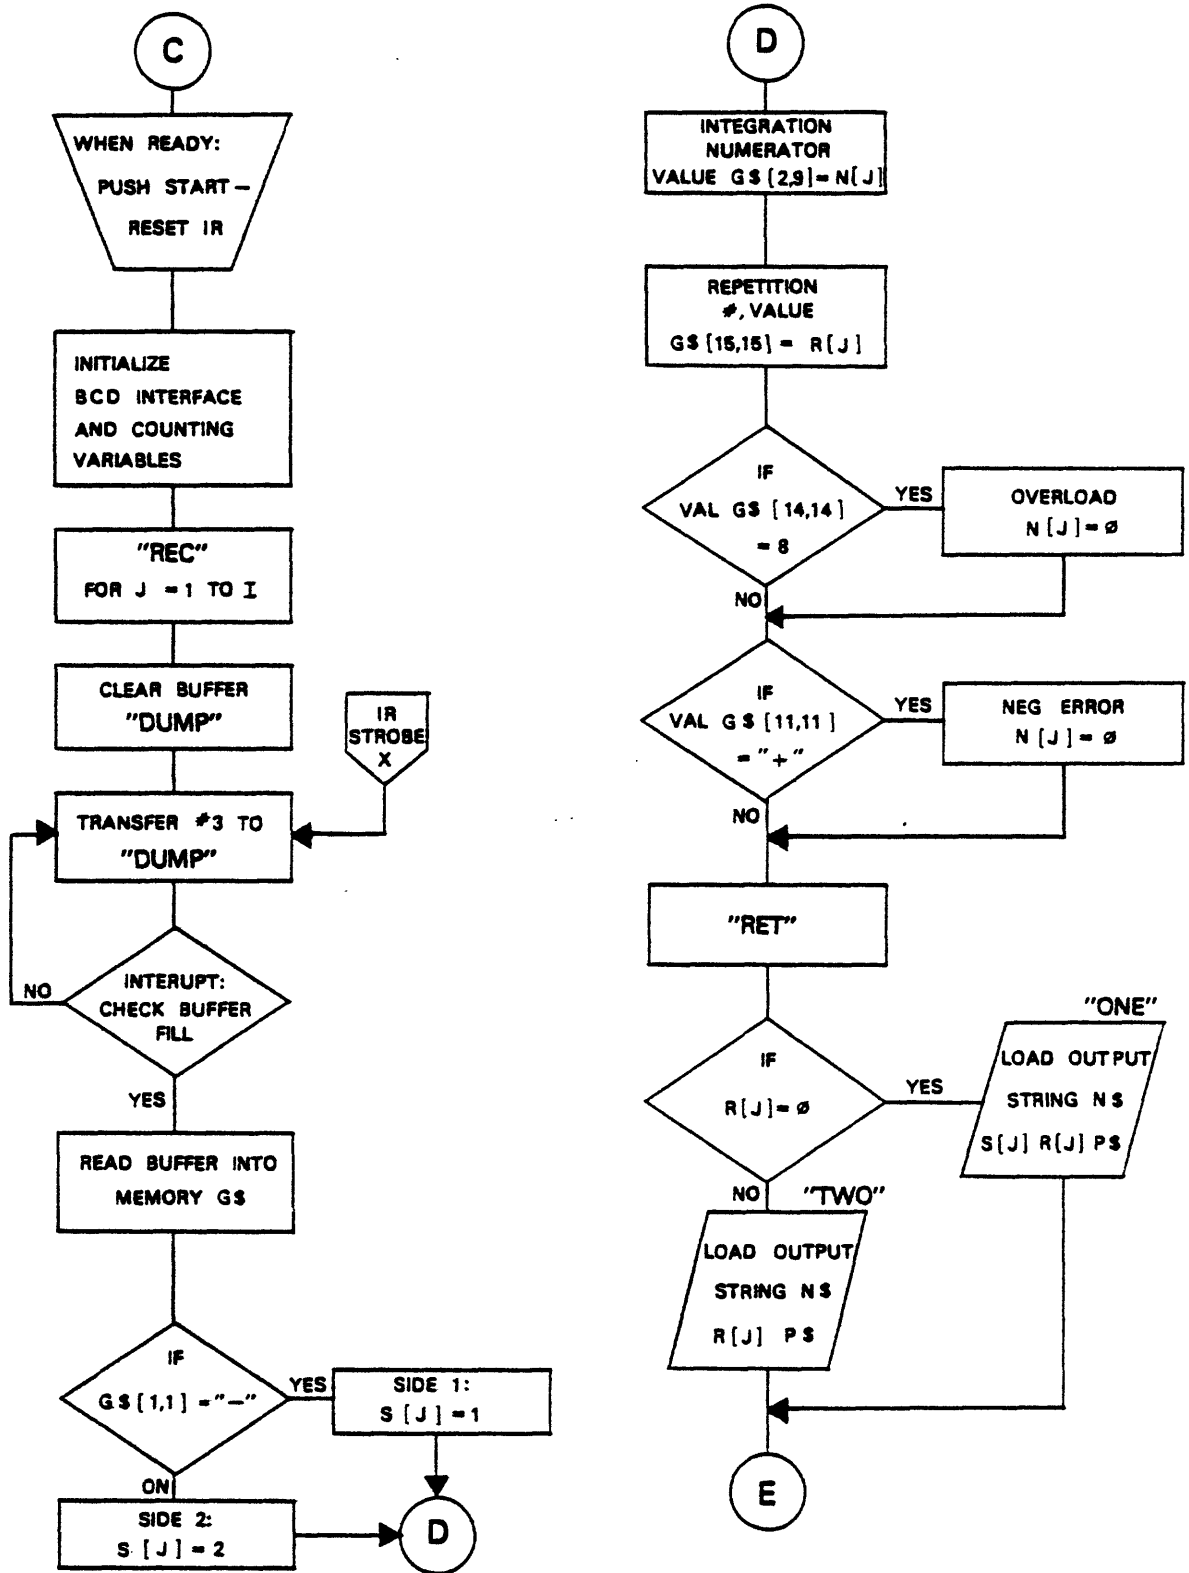 C
WHEN READY:
PUSH START –
RESET IR
INITIALIZE
BCD INTERFACE
AND COUNTING
VARIABLES
"REC"
FOR J = 1 TO I
CLEAR BUFFER
"DUMP"
IR
STROBE
X
TRANSFER #3 TO
"DUMP"
INTERUPT:
CHECK BUFFER
FILL
NO
YES
READ BUFFER INTO
MEMORY G$
IF
G$[1,1] = "—"
YES
SIDE 1:
S [J] = 1
ON
SIDE 2:
S [J] = 2
D
D
INTEGRATION
NUMERATOR
VALUE G$[2,9] = N[J]
REPETITION
#, VALUE
G$[15,15] = R[J]
IF
VAL G$ [14,14]
= 8
YES
OVERLOAD
N[J] = ø
NO
IF
VAL G$[11,11]
= "+"
YES
NEG ERROR
N[J] = ø
NO
"RET"
IF
R[J] = ø
YES
"ONE"
LOAD OUTPUT
STRING N$
S[J] R[J] P$
NO
"TWO"
LOAD OUTPUT
STRING N$
R[J] P$
E